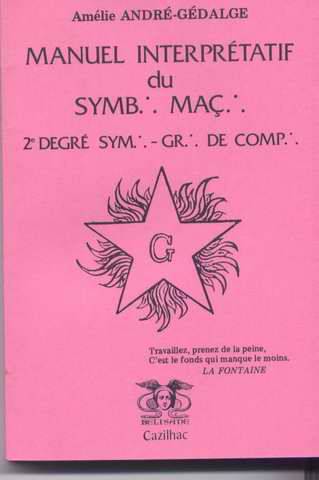 Amélie ANDRÉ-GÉDALGE
MANUEL INTERPRÉTATIF
du
SYMB∴ MAÇ∴
2e DEGRÉ SYM∴ - GR∴ DE COMP∴
G
Travaillez, prenez de la peine,
C'est le fonds qui manque le moins.
LA FONTAINE
BELISANE
Cazilhac